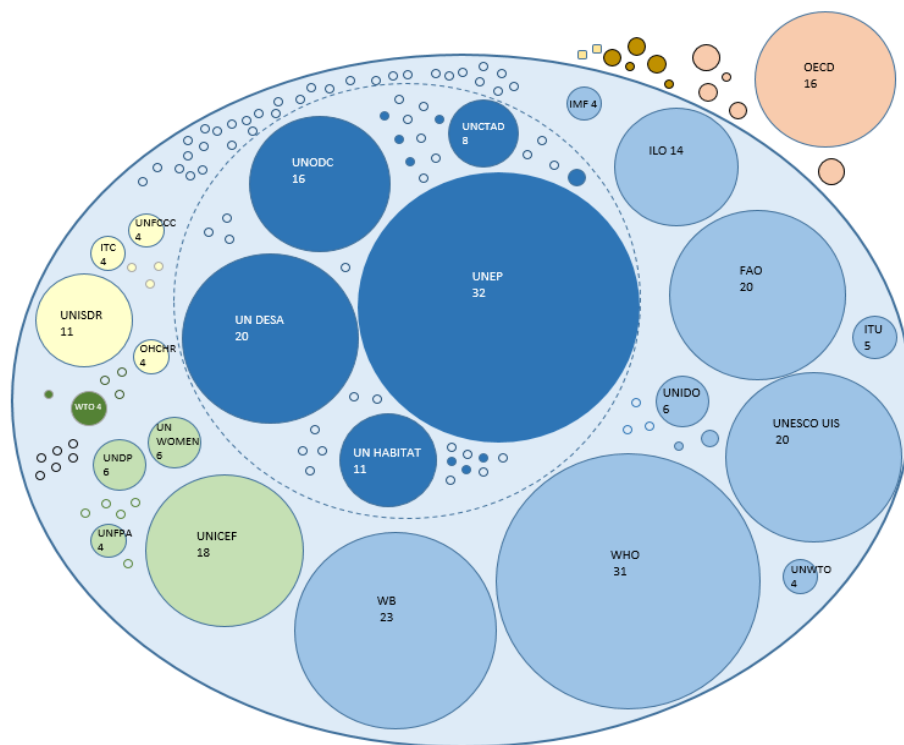 OECD
16
IMF 4
UNCTAD
8
ILO 14
UNODC
16
UNFCCC
4
ITC
4
UNEP
32
FAO
20
UNISDR
11
UN DESA
20
ITU
5
OHCHR
4
UNIDO
6
WTO 4
UN
WOMEN
6
UNESCO UIS
20
UN HABITAT
11
UNDP
6
UNICEF
18
UNFPA
4
WHO
31
UNWTO
4
WB
23